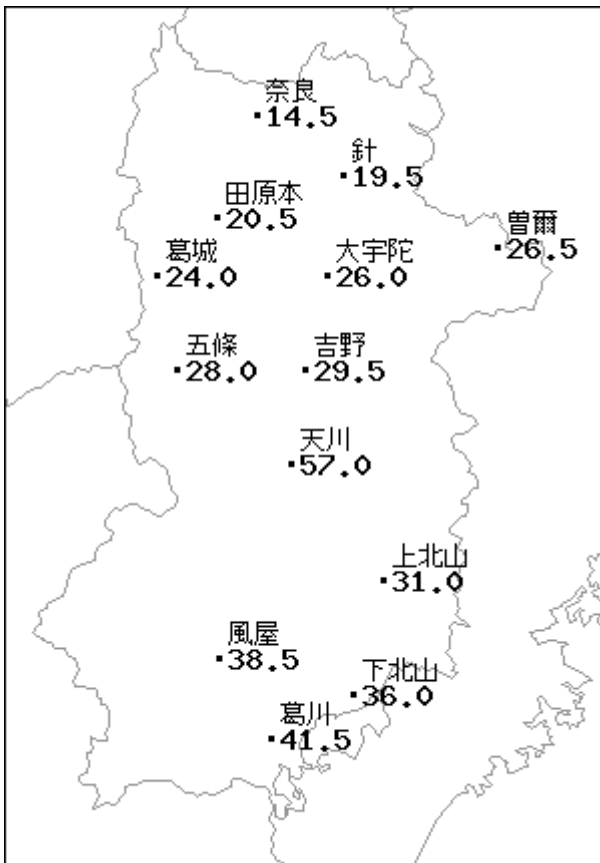 奈良
14.5
針
19.5
田原本
20.5
曽爾
26.5
葛城
24.0
大宇陀
26.0
五條
28.0
吉野
29.5
天川
57.0
上北山
31.0
風屋
38.5
下北山
36.0
葛川
41.5